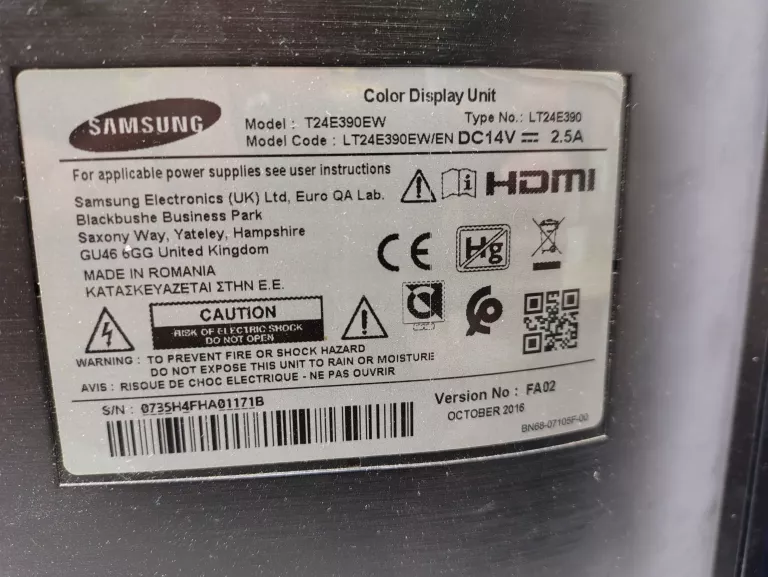 SAMSUNG
Color Display Unit
Model : T24E390EW
Type No.: LT24E390
Model Code : LT24E390EW/EN
DC14V ⎓ 2.5A
For applicable power supplies see user instructions
Samsung Electronics (UK) Ltd, Euro QA Lab.
Blackbushe Business Park
Saxony Way, Yateley, Hampshire
GU46 6GG United Kingdom
MADE IN ROMANIA
ΚΑΤΑΣΚΕΥΑΖΕΤΑΙ ΣΤΗΝ Ε.Ε.
HDMI
CE
Hg
CAUTION
RISK OF ELECTRIC SHOCK
DO NOT OPEN
WARNING : TO PREVENT FIRE OR SHOCK HAZARD
DO NOT EXPOSE THIS UNIT TO RAIN OR MOISTURE
AVIS : RISQUE DE CHOC ELECTRIQUE - NE PAS OUVRIR
S/N : 0735H4FHA01171B
Version No : FA02
OCTOBER 2016
BN68-07105F-00